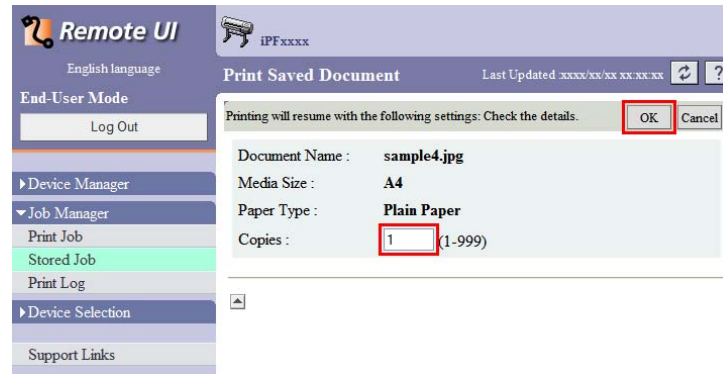 Remote UI
English language
End-User Mode
Log Out
Device Manager
Job Manager
Print Job
Stored Job
Print Log
Device Selection
Support Links
iPFxxxx
Print Saved Document Last Updated xxxx/xx/xx xx:xx:xx ?
Printing will resume with the following settings: Check the details. OK Cancel
Document Name : sample4.jpg
Media Size : A4
Paper Type : Plain Paper
Copies : 1 (1-999)